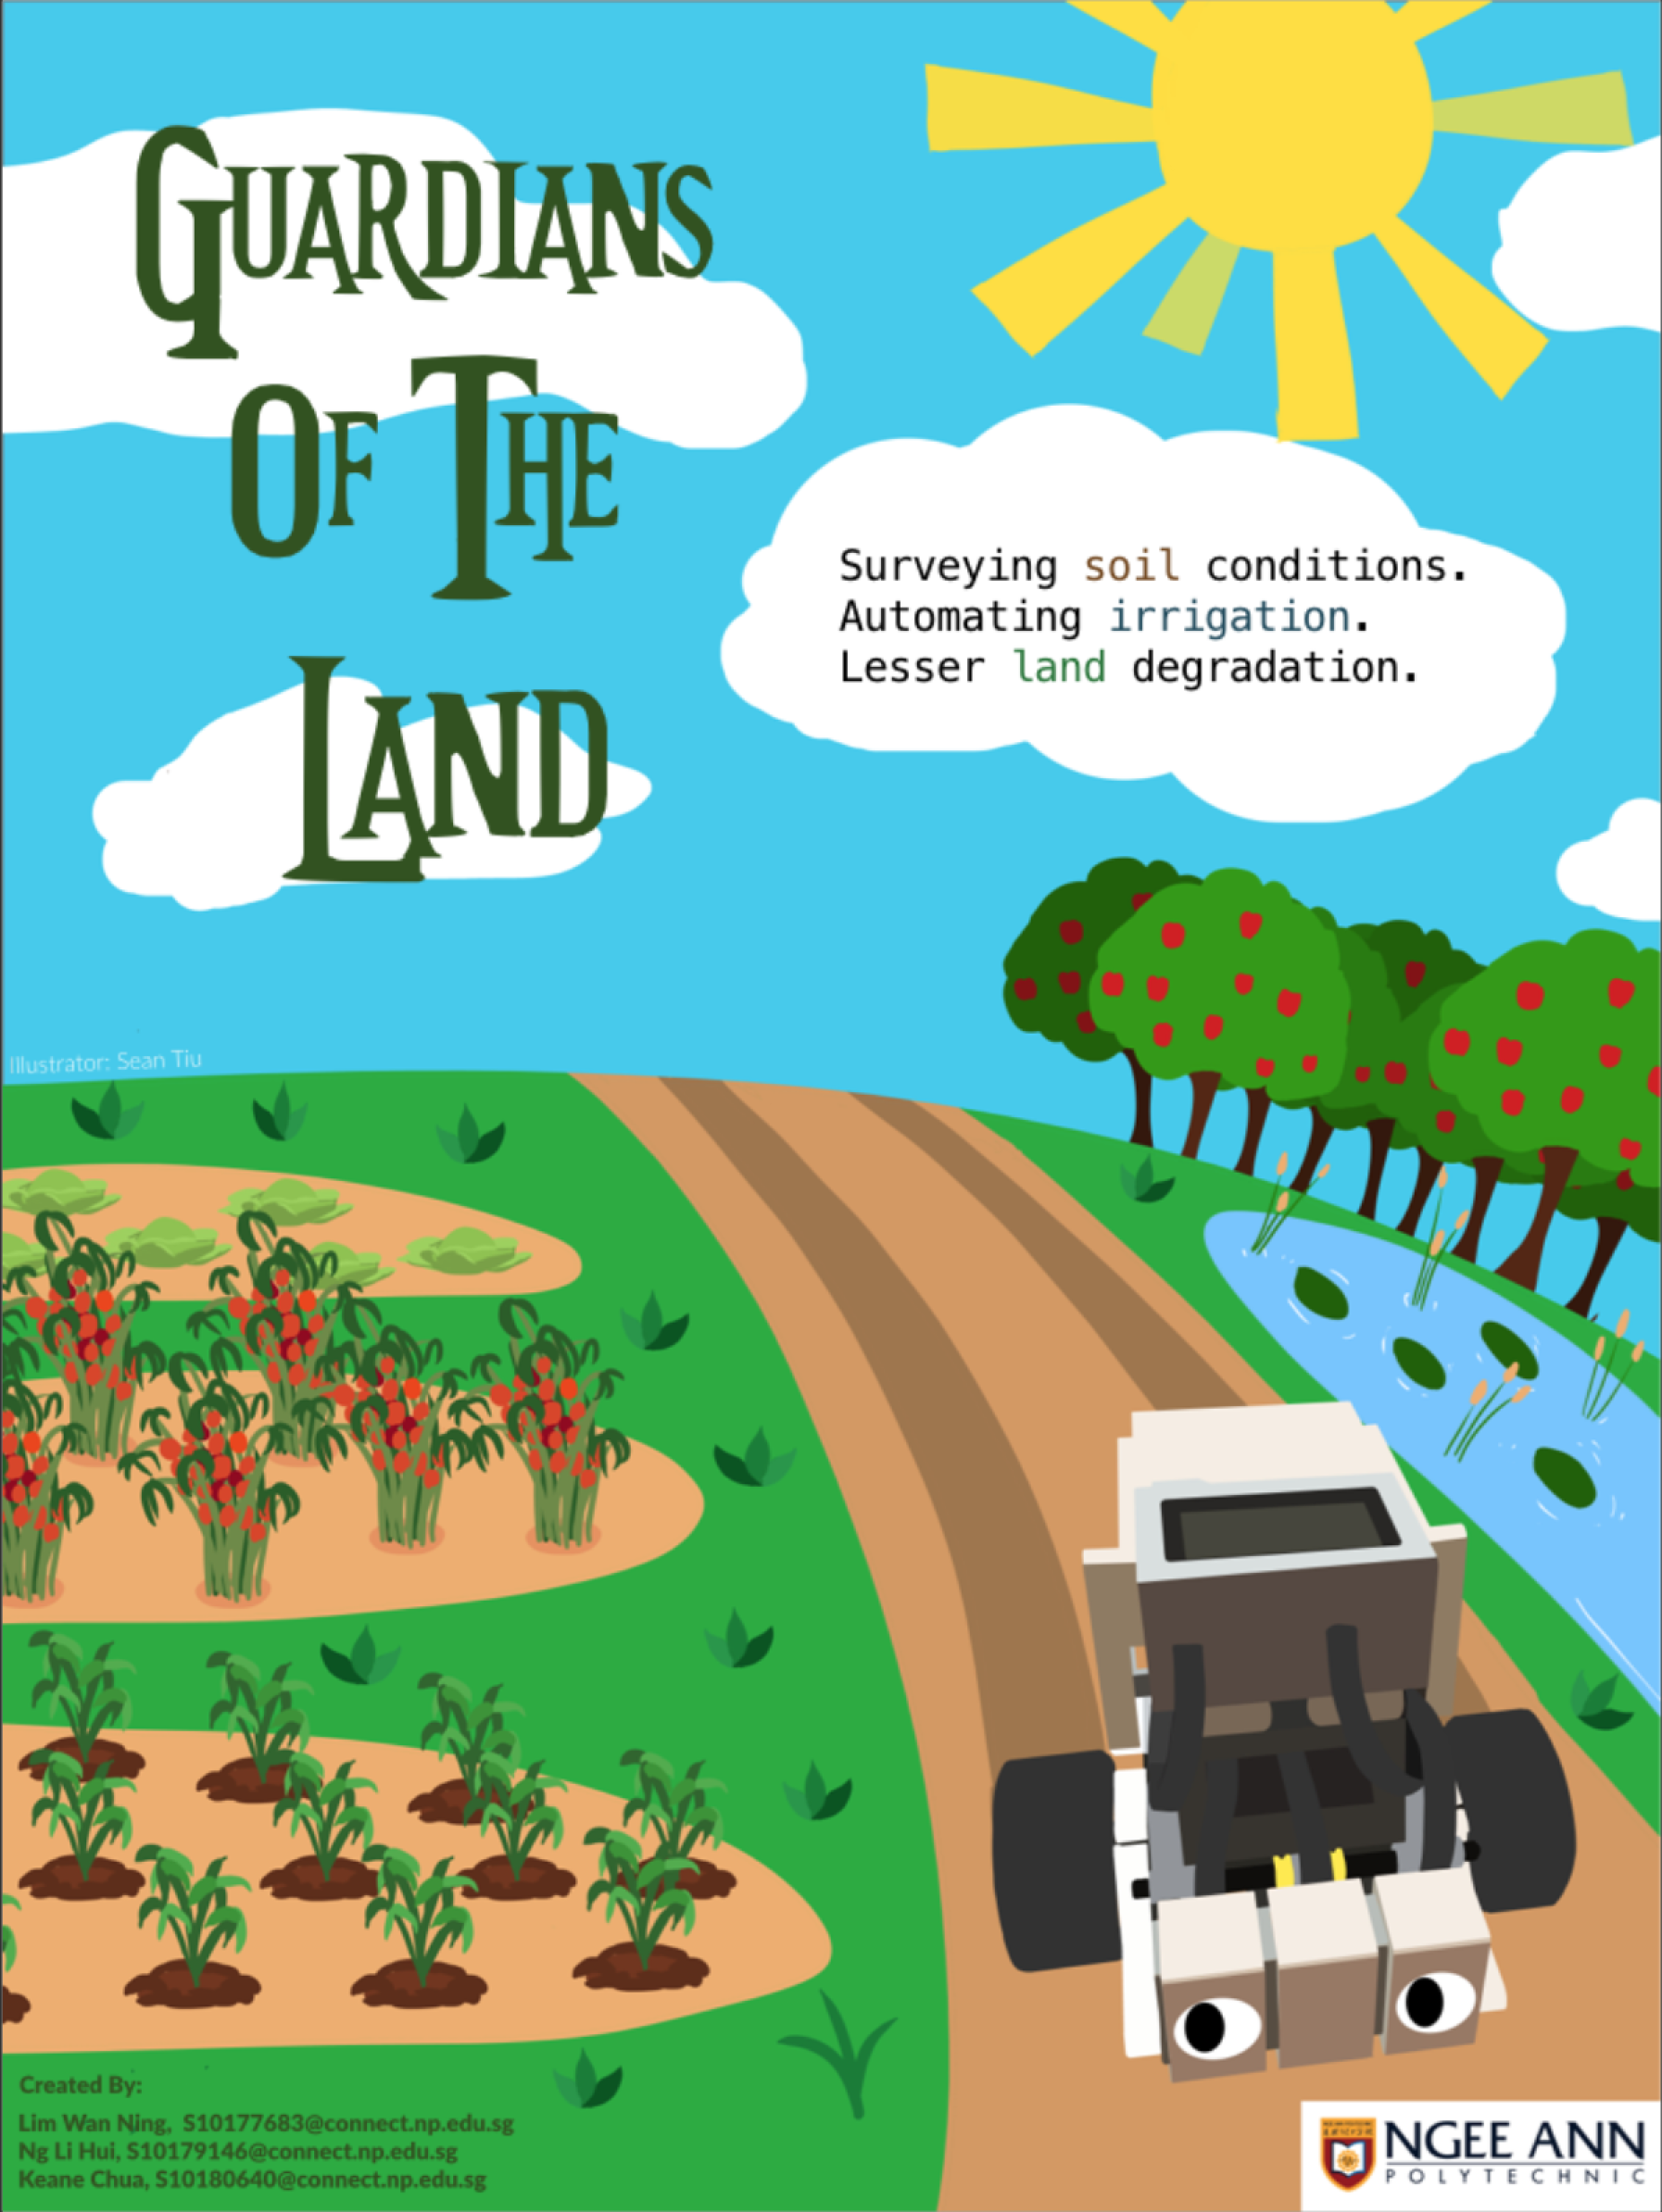 GUARDIANS
OF THE
LAND
Surveying soil conditions.
Automating irrigation.
Lesser land degradation.
Illustrator: Sean Tiu
Created By:
Lim Wan Ning, S10177683@connect.np.edu.sg
Ng Li Hui, S10179146@connect.np.edu.sg
Keane Chua, S10180640@connect.np.edu.sg
NGEE ANN
POLYTECHNIC